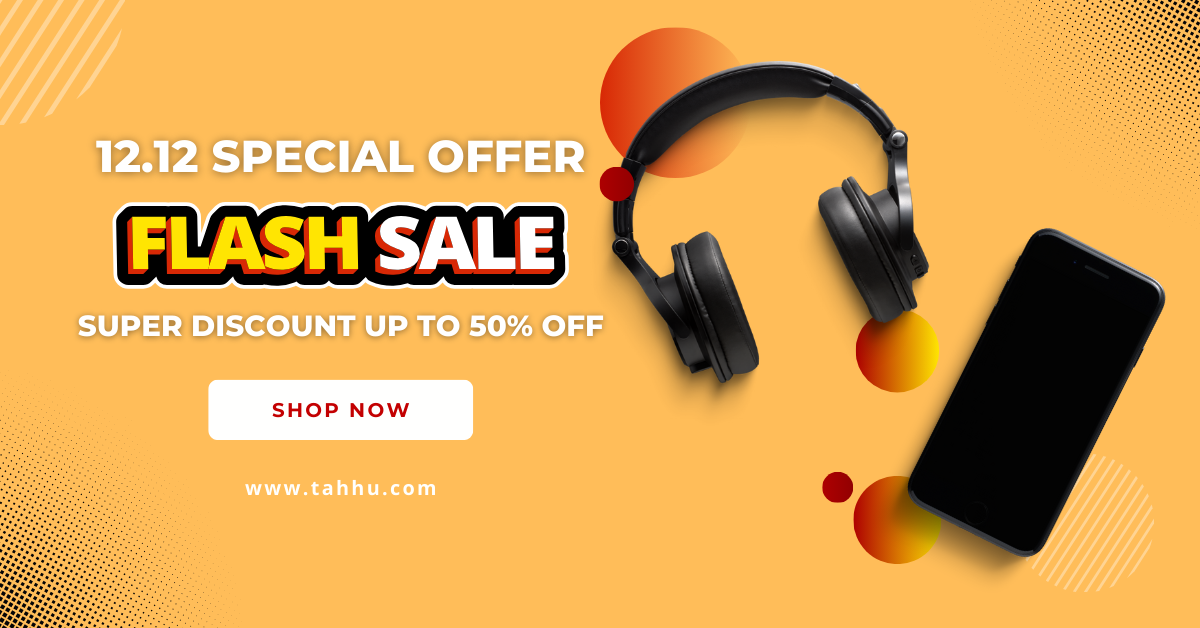 12.12 SPECIAL OFFER
FLASH SALE
SUPER DISCOUNT UP TO 50% OFF
SHOP NOW
www.tahhu.com